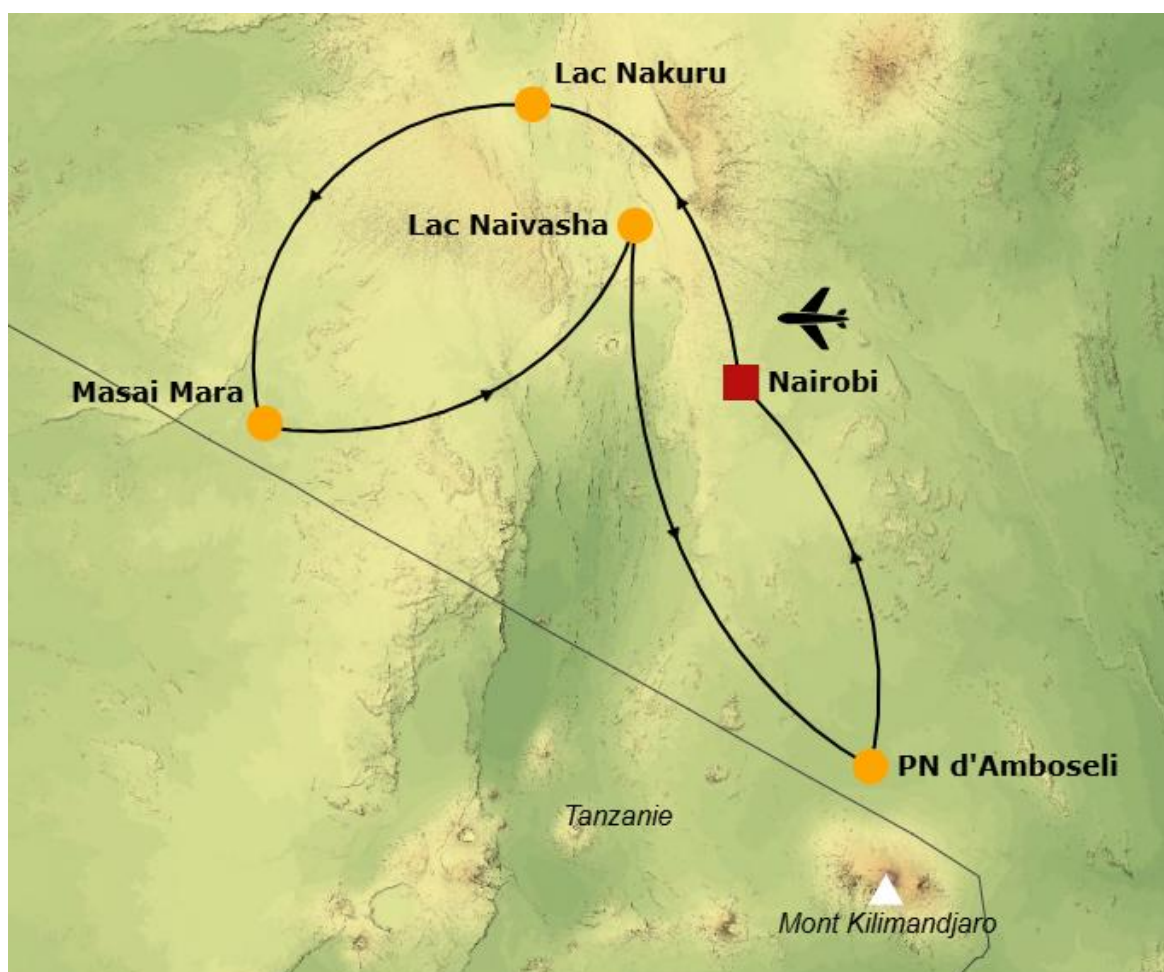 Lac Nakuru
Lac Naivasha
Nairobi
Masai Mara
PN d'Amboseli
Tanzanie
Mont Kilimandjaro